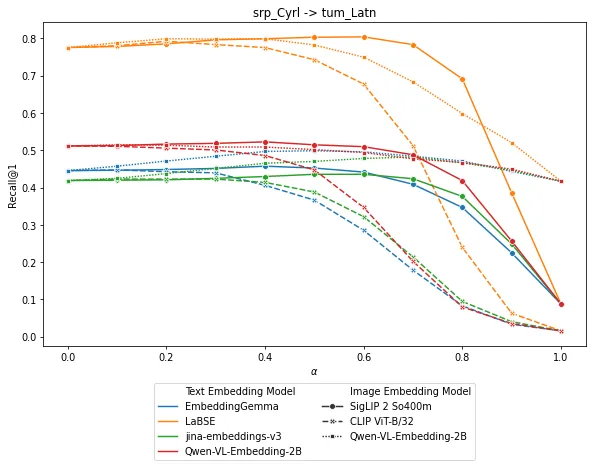 srp_Cyrl -> tum_Latn
Recall@1
0.8
0.7
0.6
0.5
0.4
0.3
0.2
0.1
0.0
0.0 0.2 0.4 0.6 0.8 1.0
α
Text Embedding Model Image Embedding Model
EmbeddingGemma SigLIP 2 So400m
LaBSE CLIP ViT-B/32
jina-embeddings-v3 Qwen-VL-Embedding-2B
Qwen-VL-Embedding-2B